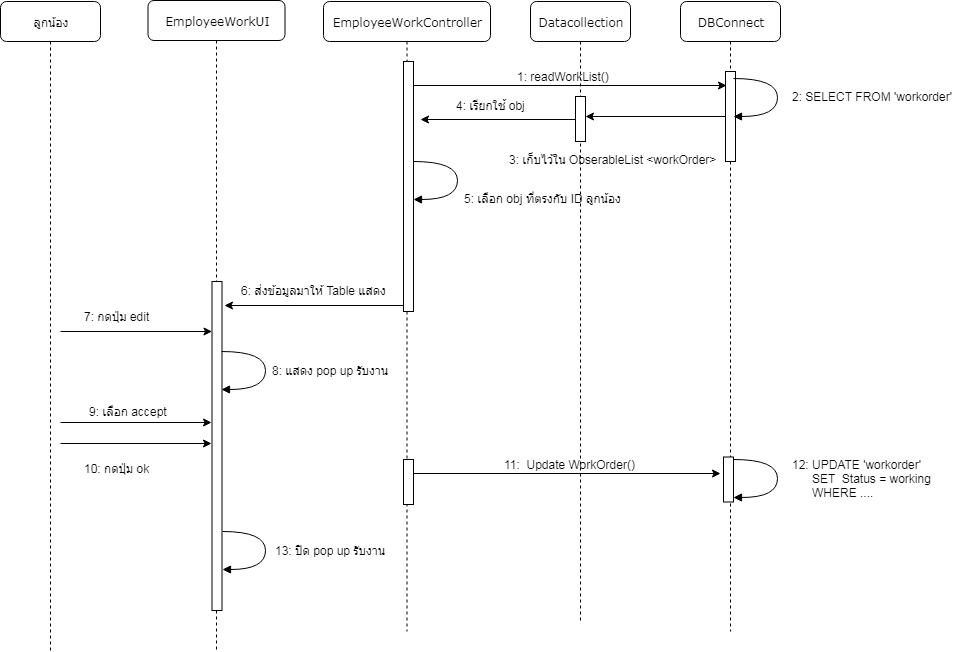 ลูกน้อง
EmployeeWorkUI
EmployeeWorkController
Datacollection
DBConnect
1: readWorkList()
2: SELECT FROM 'workorder'
4: เรียกใช้ obj
3: เก็บไว้ใน ObserableList <workOrder>
5: เลือก obj ที่ตรงกับ ID ลูกน้อง
6: ส่งข้อมูลมาให้ Table แสดง
7: กดปุ่ม edit
8: แสดง pop up รับงาน
9: เลือก accept
10: กดปุ่ม ok
11: Update WorkOrder()
12: UPDATE 'workorder'
SET Status = working
WHERE ....
13: ปิด pop up รับงาน